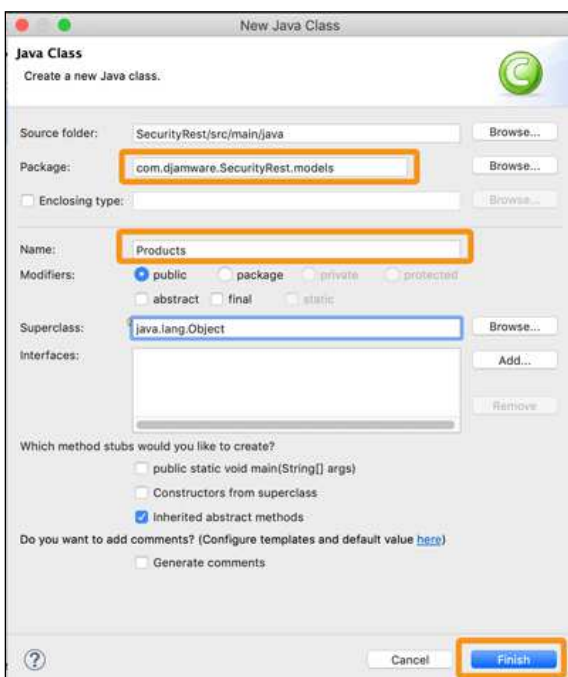 New Java Class
Java Class
Create a new Java class.
Source folder: SecurityRest/src/main/java Browse...
Package: com.djamware.SecurityRest.models Browse...
Enclosing type: Browse...
Name: Products
Modifiers: public package private protected
abstract final static
Superclass: java.lang.Object Browse...
Interfaces: Add...
Remove
Which method stubs would you like to create?
public static void main(String[] args)
Constructors from superclass
Inherited abstract methods
Do you want to add comments? (Configure templates and default value here)
Generate comments
? Cancel Finish